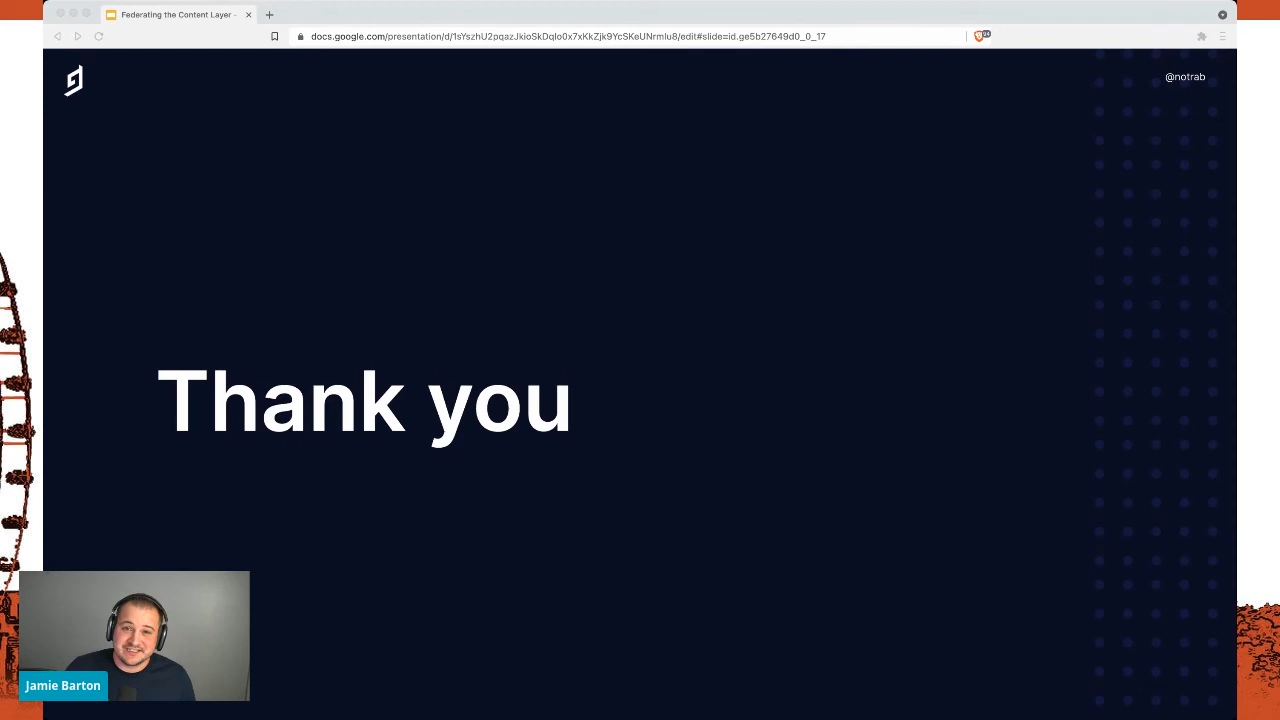 Federating the Content Layer -
docs.google.com/presentation/d/1sYszhU2pqazJkioSkDqlo0x7xKkZjk9YcSKeUNrmlu8/edit#slide=id.ge5b27649d0_0_17
@notrab
Thank you
Jamie Barton